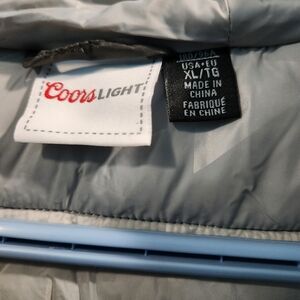 Coors LIGHT
USA•EU
XL/TG
MADE IN
CHINA
FABRIQUÉ
EN CHINE